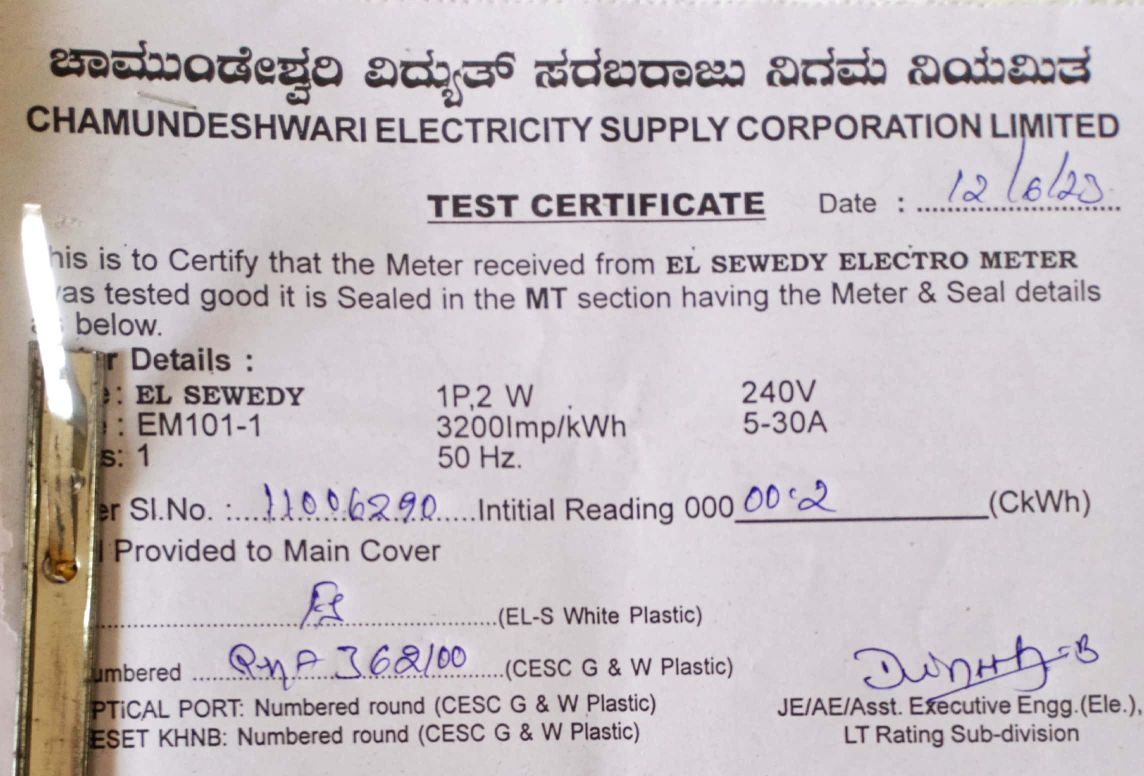 ಚಾಮುಂಡೇಶ್ವರಿ ವಿದ್ಯುತ್ ಸರಬರಾಜು ನಿಗಮ ನಿಯಮಿತ
CHAMUNDESHWARI ELECTRICITY SUPPLY CORPORATION LIMITED
TEST CERTIFICATE Date : 12/6/23
his is to Certify that the Meter received from EL SEWEDY ELECTRO METER
as tested good it is Sealed in the MT section having the Meter & Seal details
below.
r Details :
: EL SEWEDY 1P,2 W 240V
: EM101-1 3200Imp/kWh 5-30A
s: 1 50 Hz.
er Sl.No. : 11006290 Intitial Reading 000 00.2 (CkWh)
Provided to Main Cover
(EL-S White Plastic)
umbered 362100 (CESC G & W Plastic)
PTiCAL PORT: Numbered round (CESC G & W Plastic)
ESET KHNB: Numbered round (CESC G & W Plastic)
JE/AE/Asst. Executive Engg.(Ele.),
LT Rating Sub-division